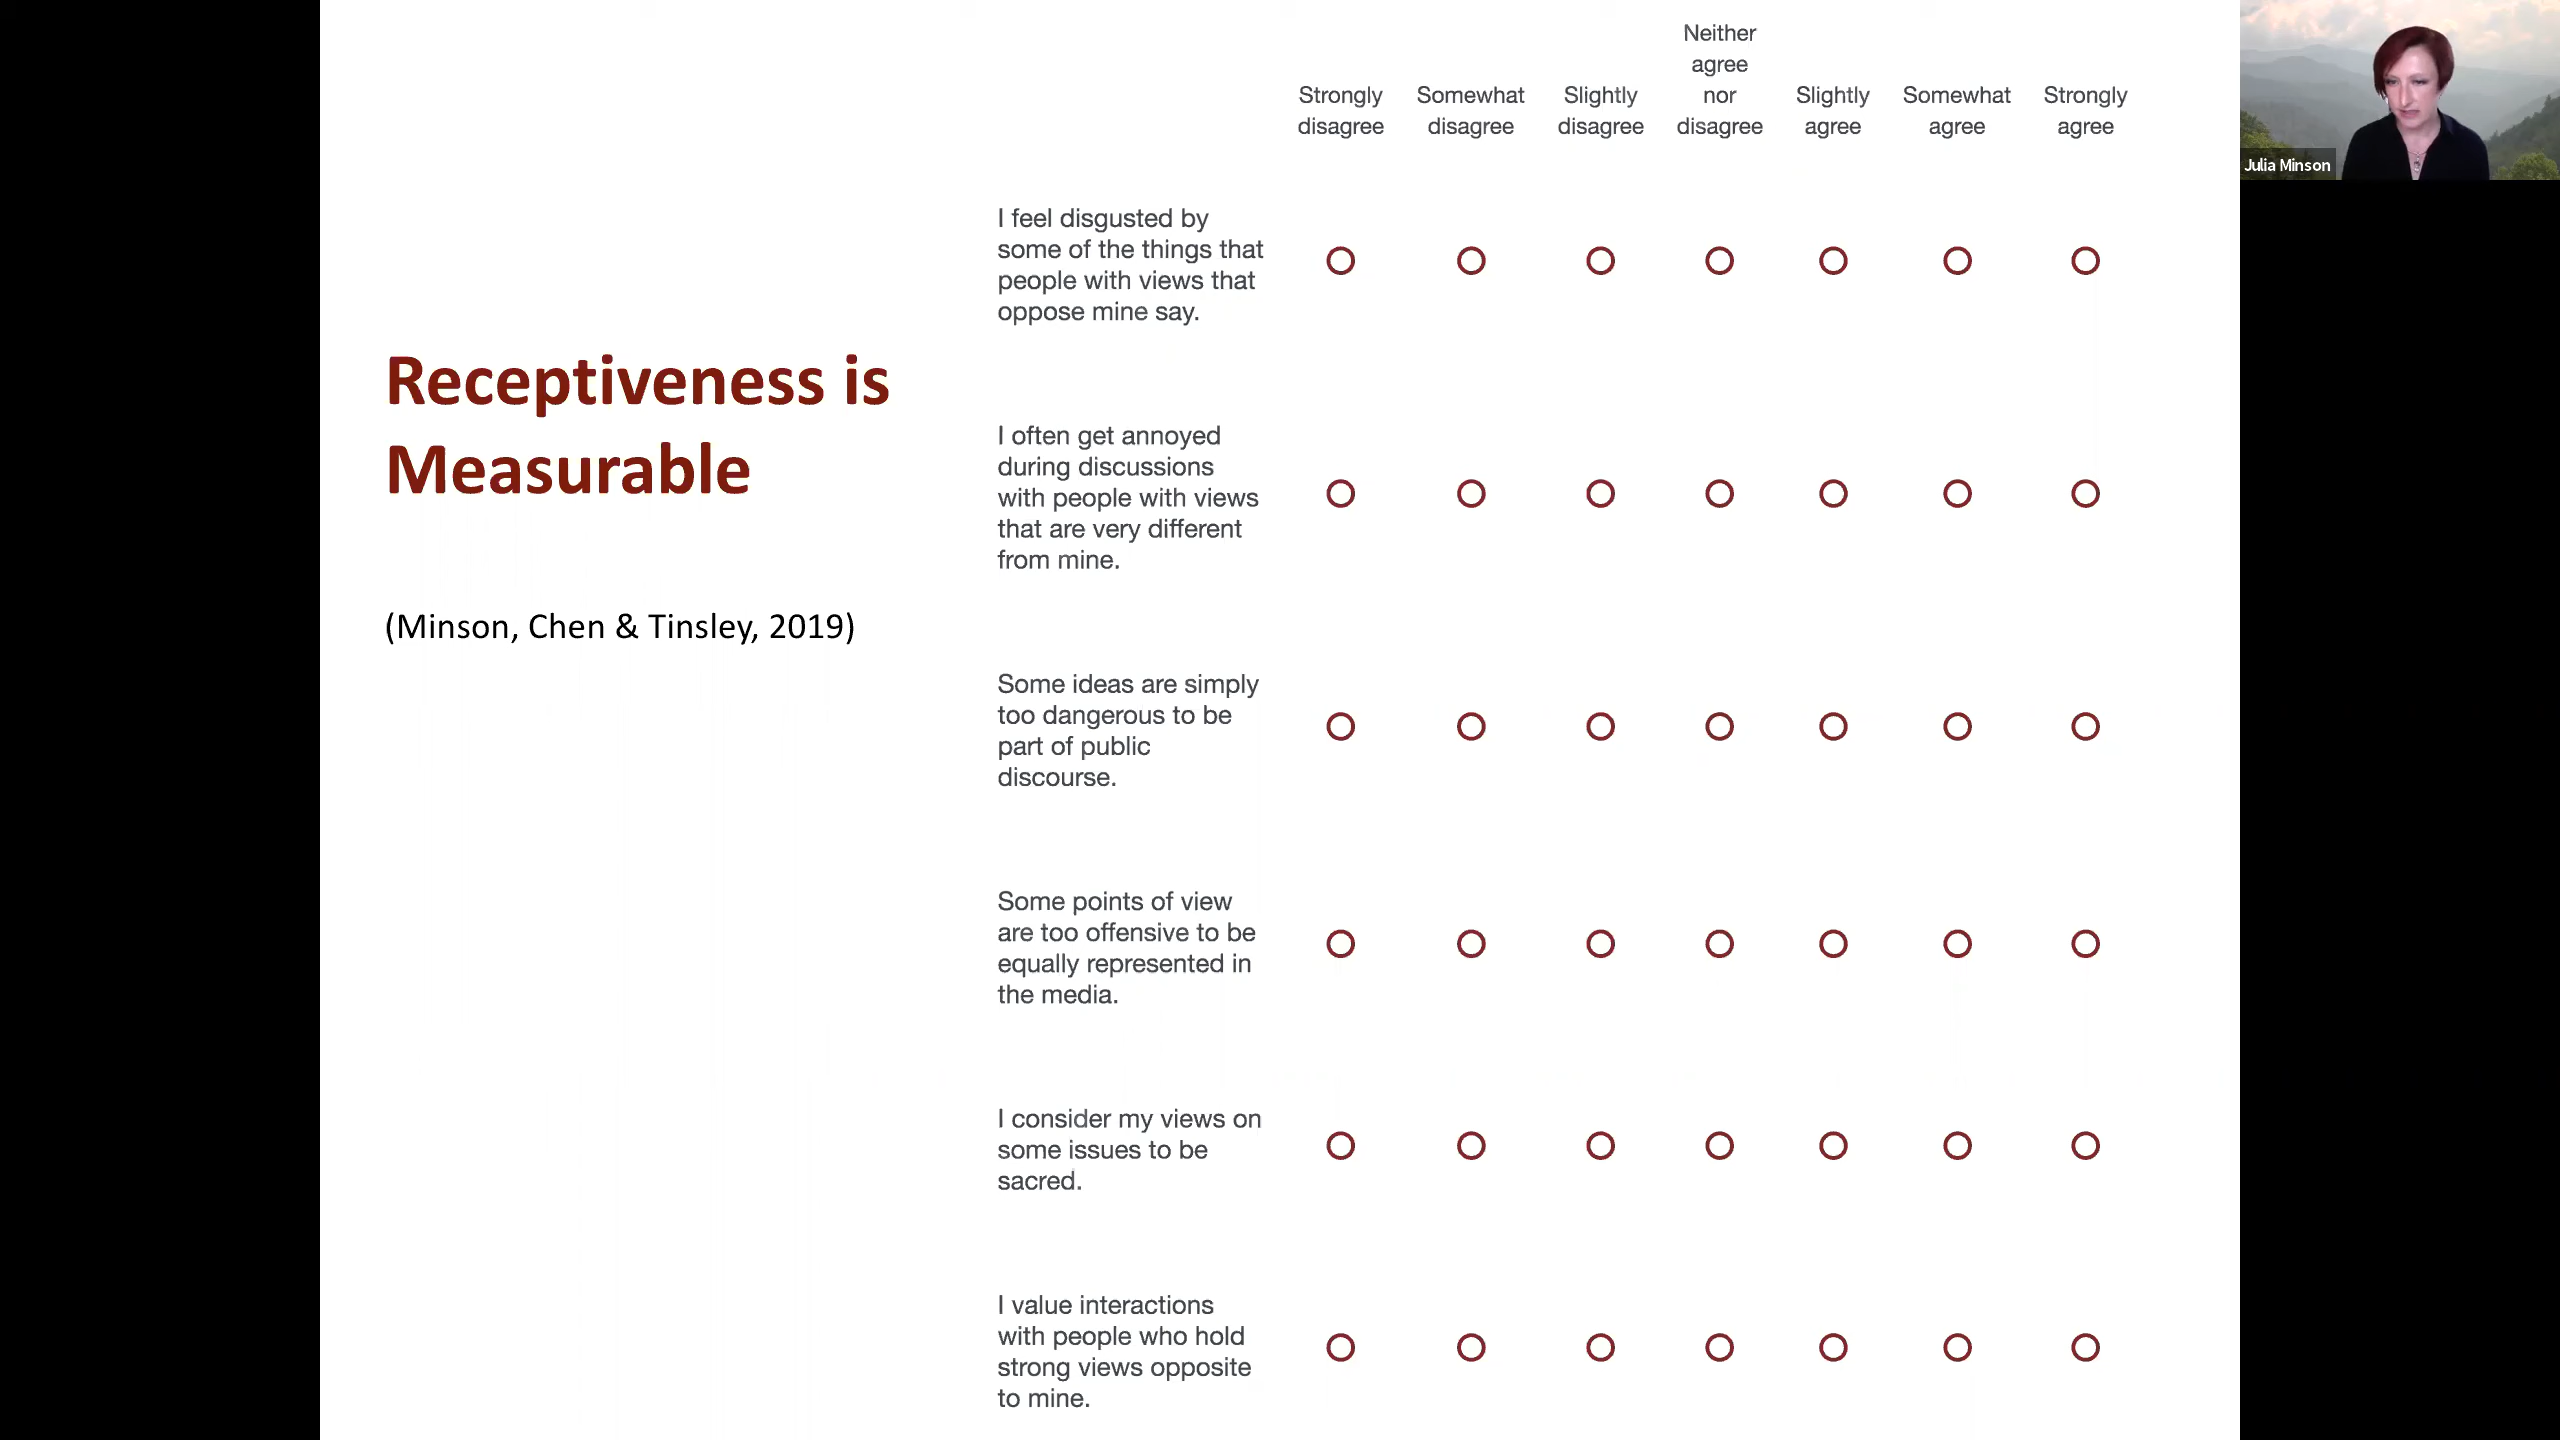 Receptiveness is
Measurable
(Minson, Chen & Tinsley, 2019)
Strongly
disagree
Somewhat
disagree
Slightly
disagree
Neither
agree
nor
disagree
Slightly
agree
Somewhat
agree
Strongly
agree
I feel disgusted by
some of the things that
people with views that
oppose mine say.
I often get annoyed
during discussions
with people with views
that are very different
from mine.
Some ideas are simply
too dangerous to be
part of public
discourse.
Some points of view
are too offensive to be
equally represented in
the media.
I consider my views on
some issues to be
sacred.
I value interactions
with people who hold
strong views opposite
to mine.
Julia Minson